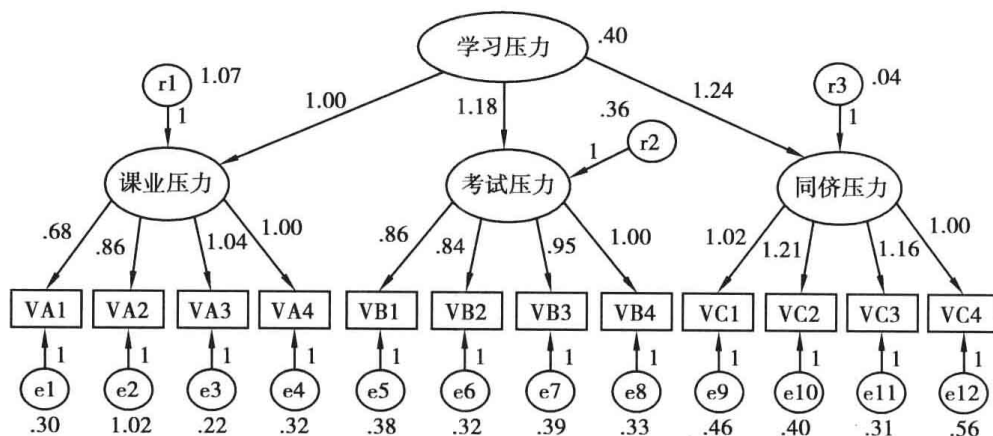 学习压力 .40
r1 1.07
r3 .04
1.00 1.18 1.24
.36
1 1 r2 1
课业压力 考试压力 同侪压力
.68 .86 1.04 1.00 .86 .84 .95 1.00 1.02 1.21 1.16 1.00
VA1 VA2 VA3 VA4 VB1 VB2 VB3 VB4 VC1 VC2 VC3 VC4
1 1 1 1 1 1 1 1 1 1 1 1
e1 e2 e3 e4 e5 e6 e7 e8 e9 e10 e11 e12
.30 1.02 .22 .32 .38 .32 .39 .33 .46 .40 .31 .56